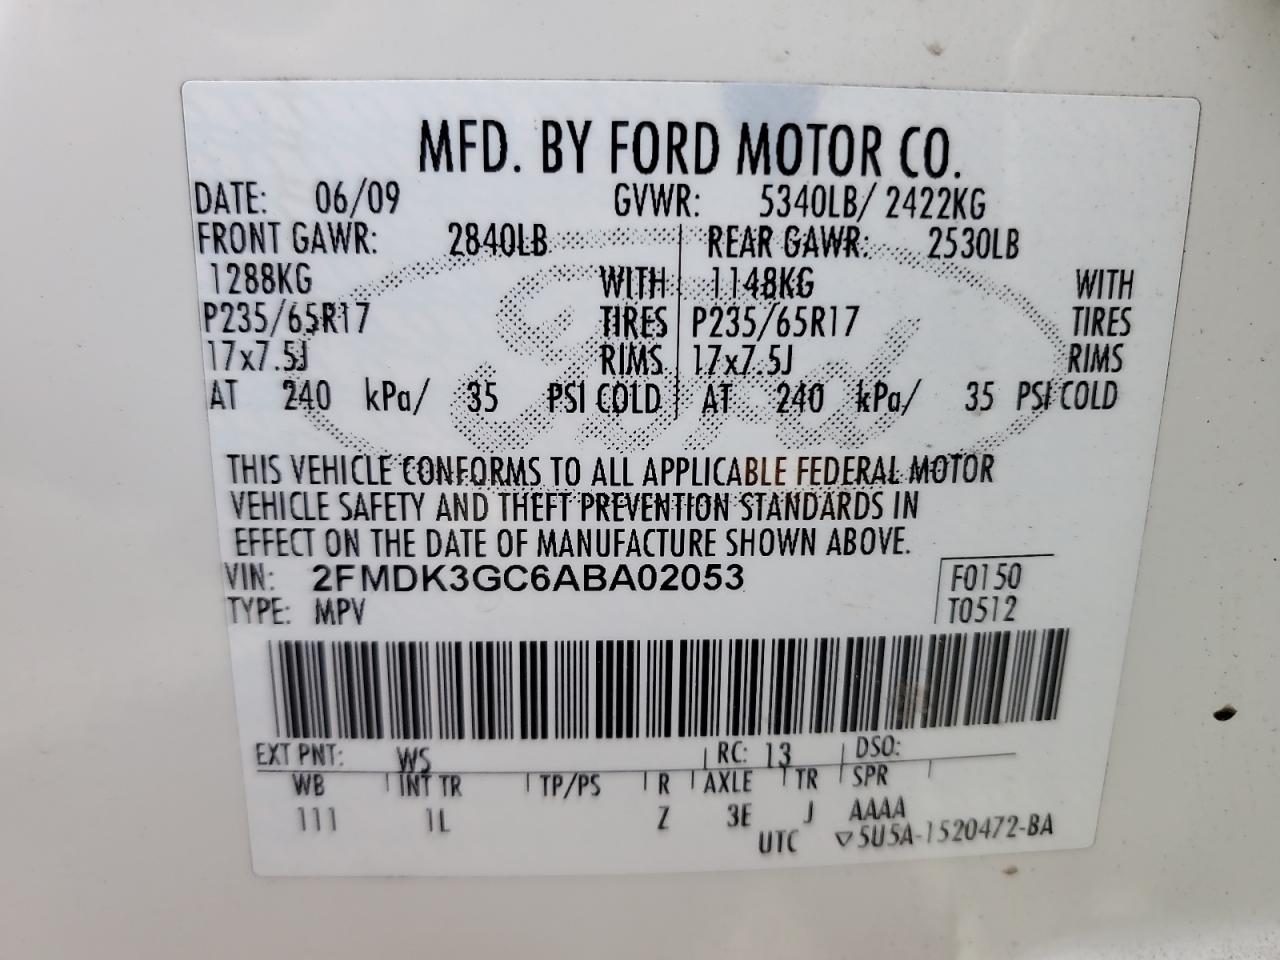 MFD. BY FORD MOTOR CO.
DATE: 06/09 GVWR: 5340LB/ 2422KG
FRONT GAWR: 2840LB REAR GAWR: 2530LB
1288KG WITH 1148KG WITH
P235/65R17 TIRES P235/65R17 TIRES
17x7.5J RIMS 17x7.5J RIMS
AT 240 kPa/ 35 PSI COLD AT 240 kPa/ 35 PSI COLD
Ford
THIS VEHICLE CONFORMS TO ALL APPLICABLE FEDERAL MOTOR
VEHICLE SAFETY AND THEFT PREVENTION STANDARDS IN
EFFECT ON THE DATE OF MANUFACTURE SHOWN ABOVE.
VIN: 2FMDK3GC6ABA02053 F0150
TYPE: MPV T0512
EXT PNT: WS RC: 13 DSO:
WB INT TR TP/PS R AXLE TR SPR
111 1L Z 3E J AAAA
UTC ▽5U5A-1520472-BA